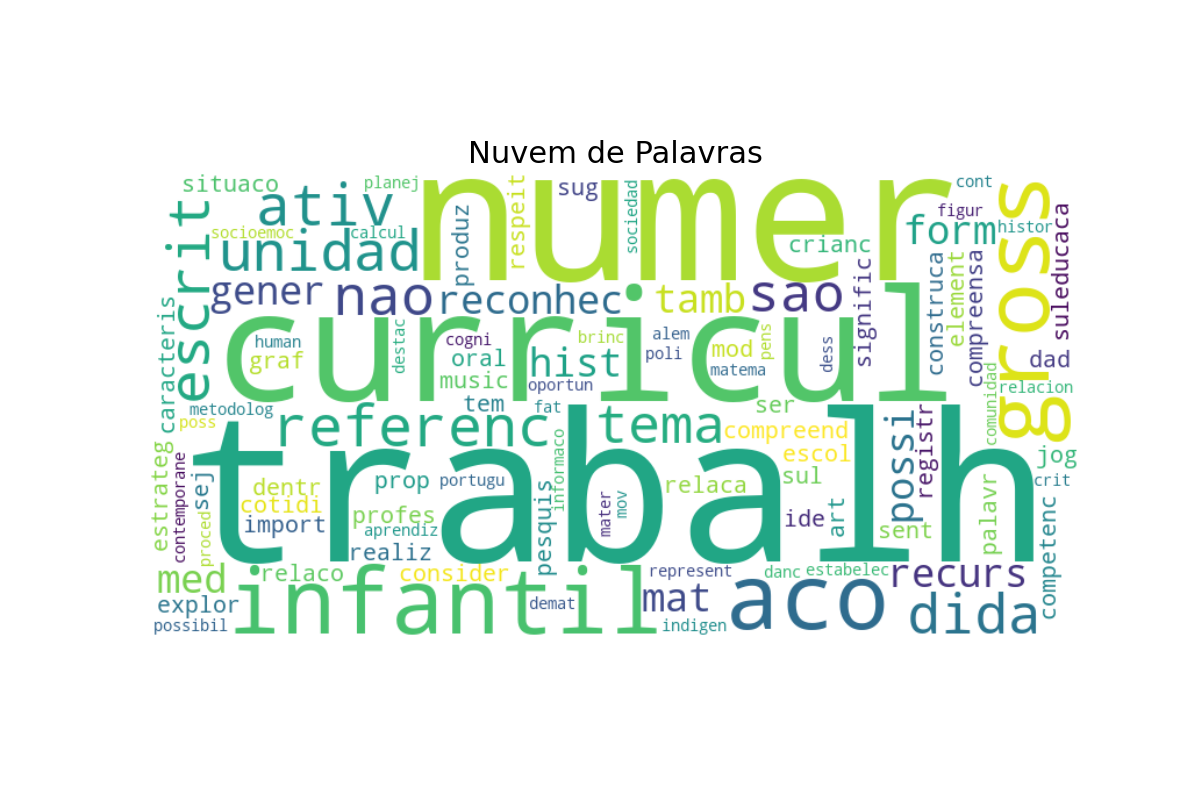 Nuvem de Palavras
situaco
planej
numer
sug
sociedad
respeit
cont
gross
ativ
escrit
socioemoc
calcul
unidad
produz
crianc
figur
form
histor
suleducaca
gener
nao
reconhec
tamb
sao
signific
construca
element
compreensa
caracteris
curricul
human
graf
destac
cogni
oral
music
hist
brinc
oportun
alem
poli
mod
matema
pens
dess
dad
relacion
comunidad
metodolog
poss
referenc
tem
fat
tema
ser
compreend
escol
possi
registr
jog
crit
trabalh
estrateg
contemporane
proced
sej
dentr
cotidi
import
prop
profes
aprendiz
realiz
portugu
pesquis
informaco
mater
mov
relaca
sul
ide
art
sent
palavr
competenc
med
explor
possibil
relaco
infantil
consider
demat
represent
mat
indigen
aco
danc
estabelec
recurs
dida